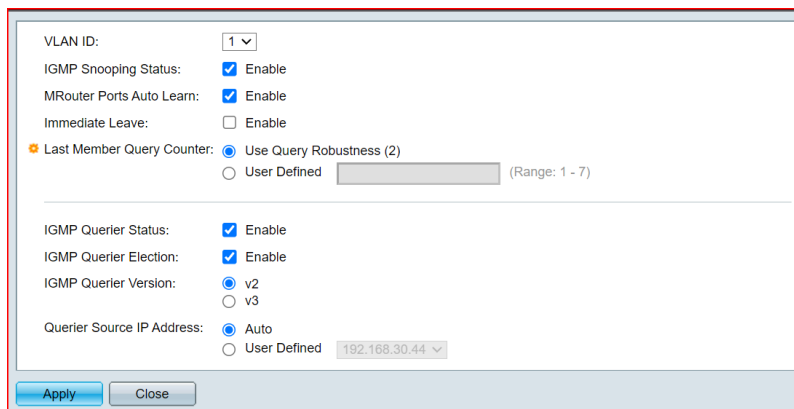 VLAN ID: 1
IGMP Snooping Status: Enable
MRouter Ports Auto Learn: Enable
Immediate Leave: Enable
Last Member Query Counter: Use Query Robustness (2)
User Defined (Range: 1 - 7)
IGMP Querier Status: Enable
IGMP Querier Election: Enable
IGMP Querier Version: v2
v3
Querier Source IP Address: Auto
User Defined 192.168.30.44
Apply Close